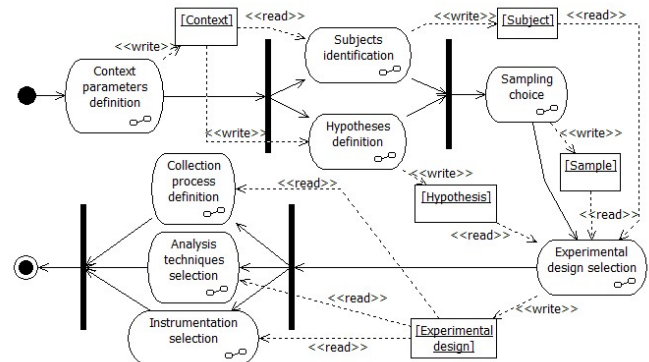 [Context]
<<read>>
<<write>>
[Subject]
<<read>>
<<write>>
Subjects
identification
Context
parameters
definition
Sampling
choice
<<write>>
Hypotheses
definition
<<write>>
[Sample]
Collection
process
definition
<<read>>
<<write>>
[Hypothesis]
<<read>>
<<read>>
Analysis
techniques
selection
Experimental
design selection
<<read>>
<<write>>
Instrumentation
selection
[Experimental
design]
<<read>>